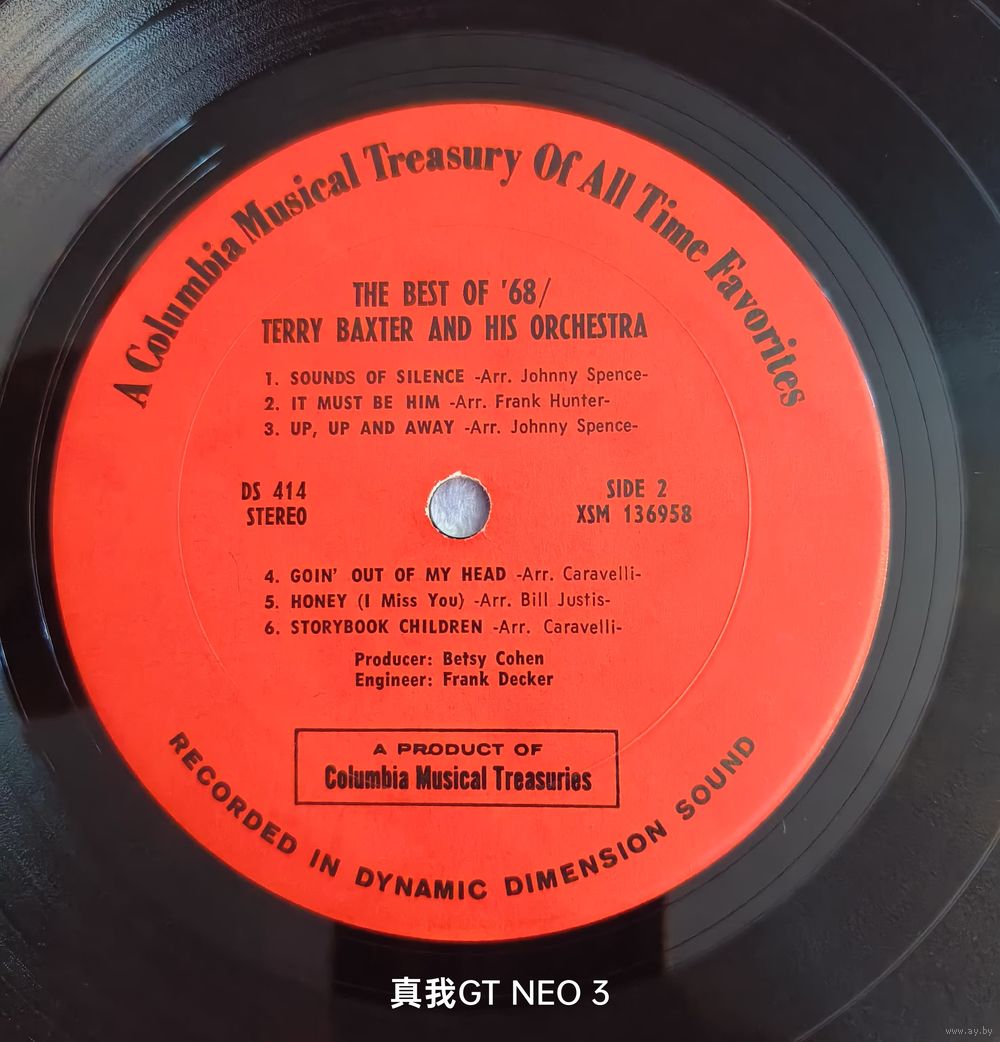 A Columbia Musical Treasury Of All Time Favorites
THE BEST OF '68/
TERRY BAXTER AND HIS ORCHESTRA
1. SOUNDS OF SILENCE -Arr. Johnny Spence-
2. IT MUST BE HIM -Arr. Frank Hunter-
3. UP, UP AND AWAY -Arr. Johnny Spence-
DS 414
STEREO
SIDE 2
XSM 136958
4. GOIN' OUT OF MY HEAD -Arr. Caravelli-
5. HONEY (I Miss You) -Arr. Bill Justis-
6. STORYBOOK CHILDREN -Arr. Caravelli-
Producer: Betsy Cohen
Engineer: Frank Decker
A PRODUCT OF
Columbia Musical Treasuries
RECORDED IN DYNAMIC DIMENSION SOUND
真我GT NEO 3
www.ay.by